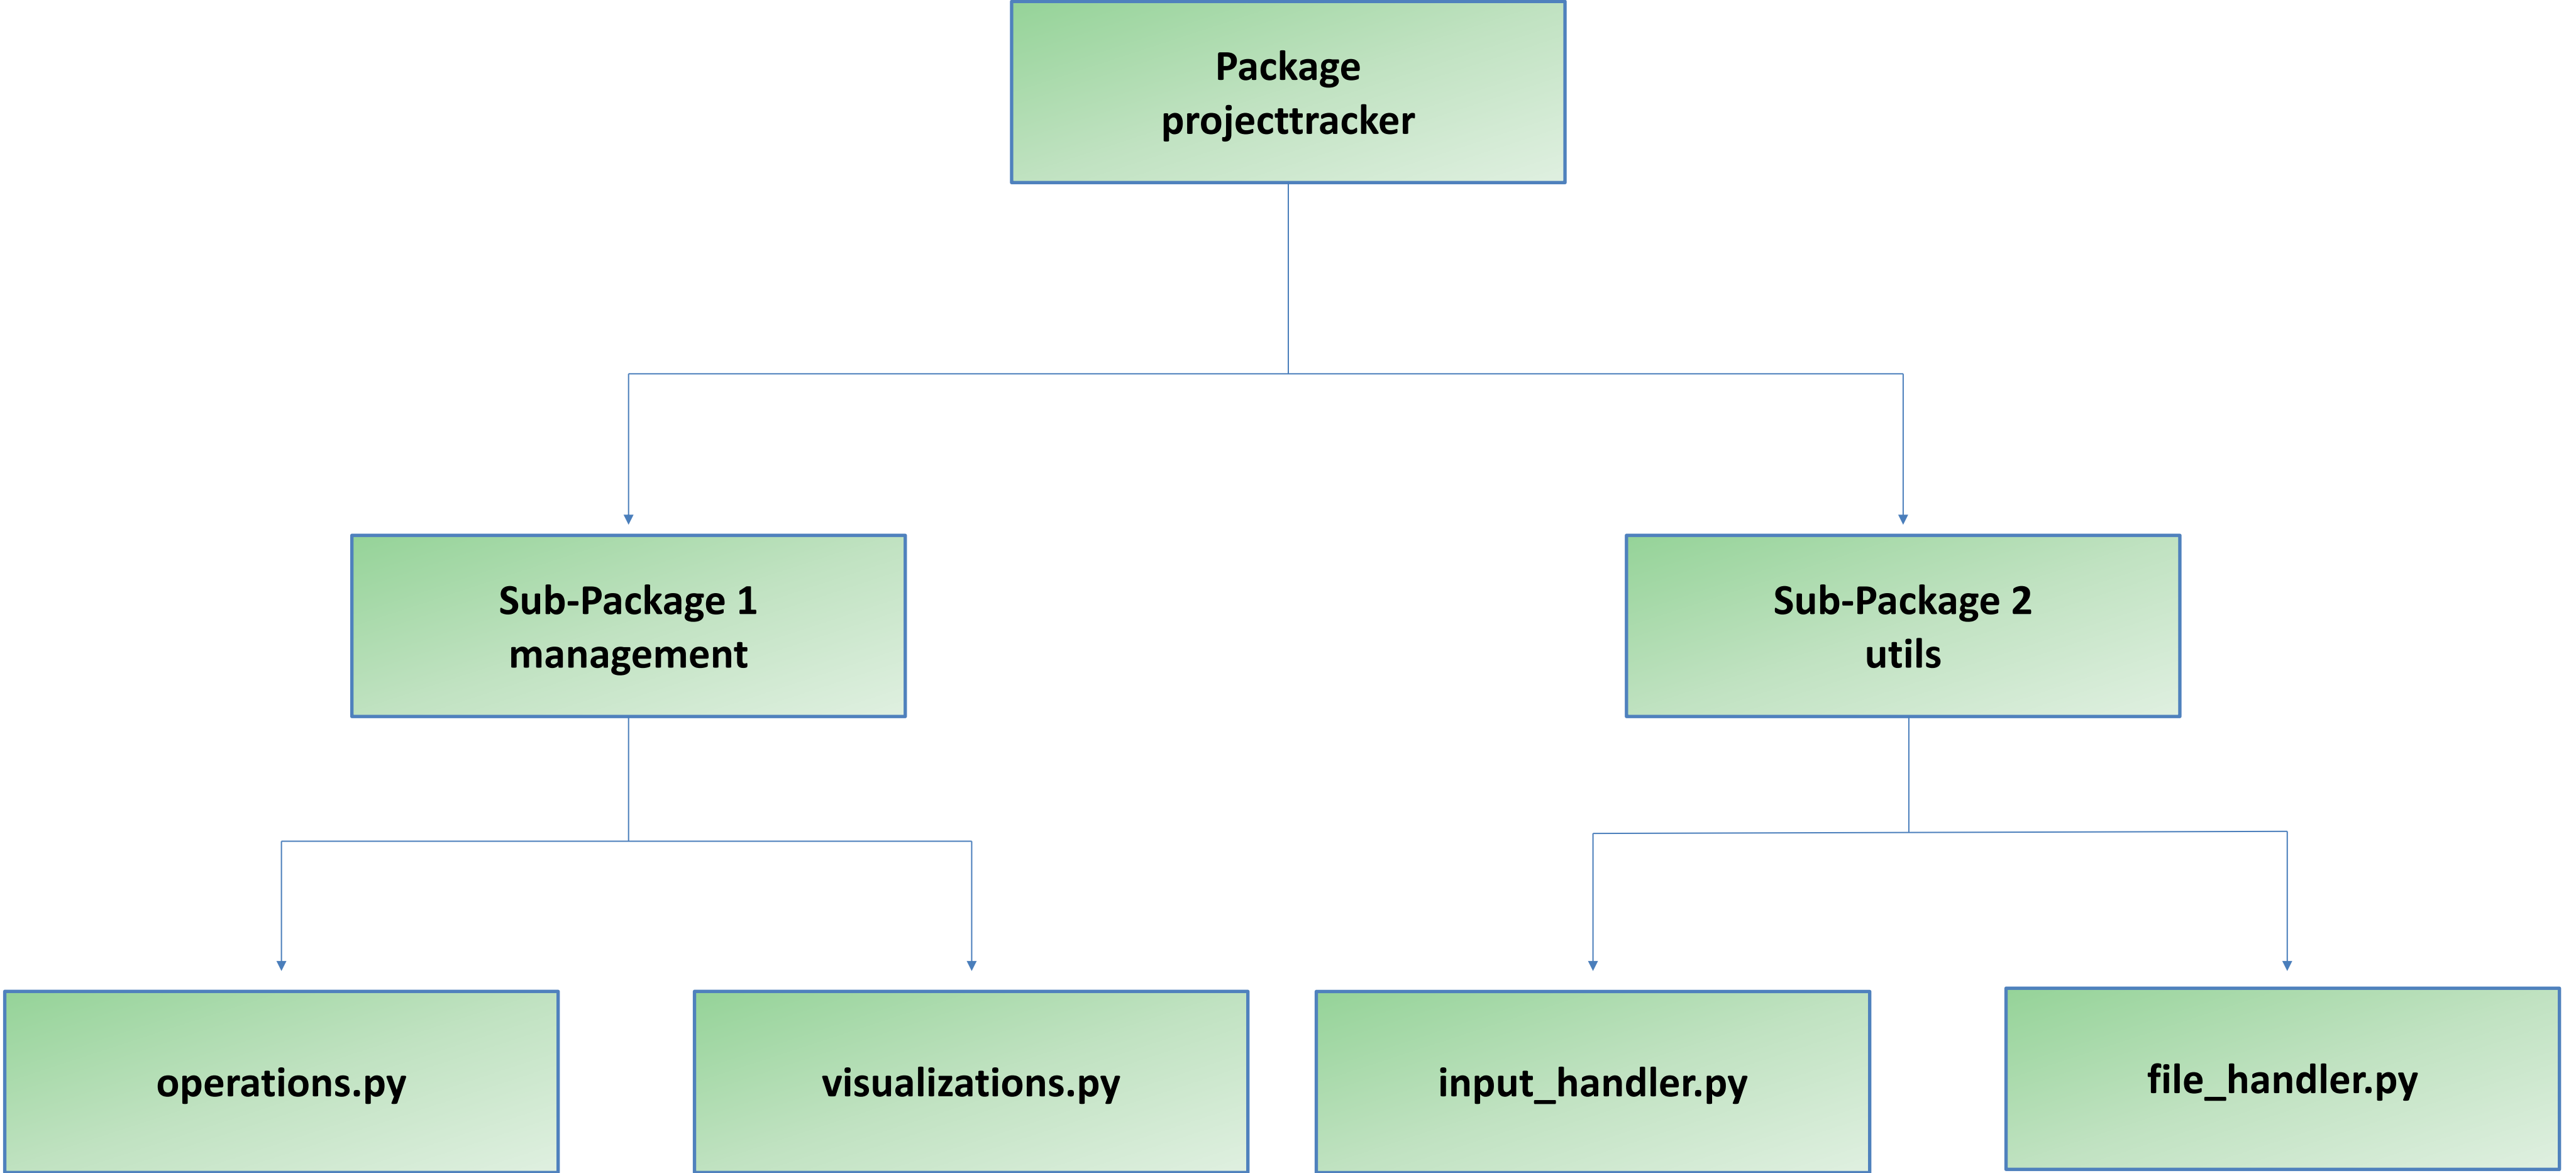 Package
projecttracker
Sub-Package 1
management
Sub-Package 2
utils
operations.py
visualizations.py
input_handler.py
file_handler.py